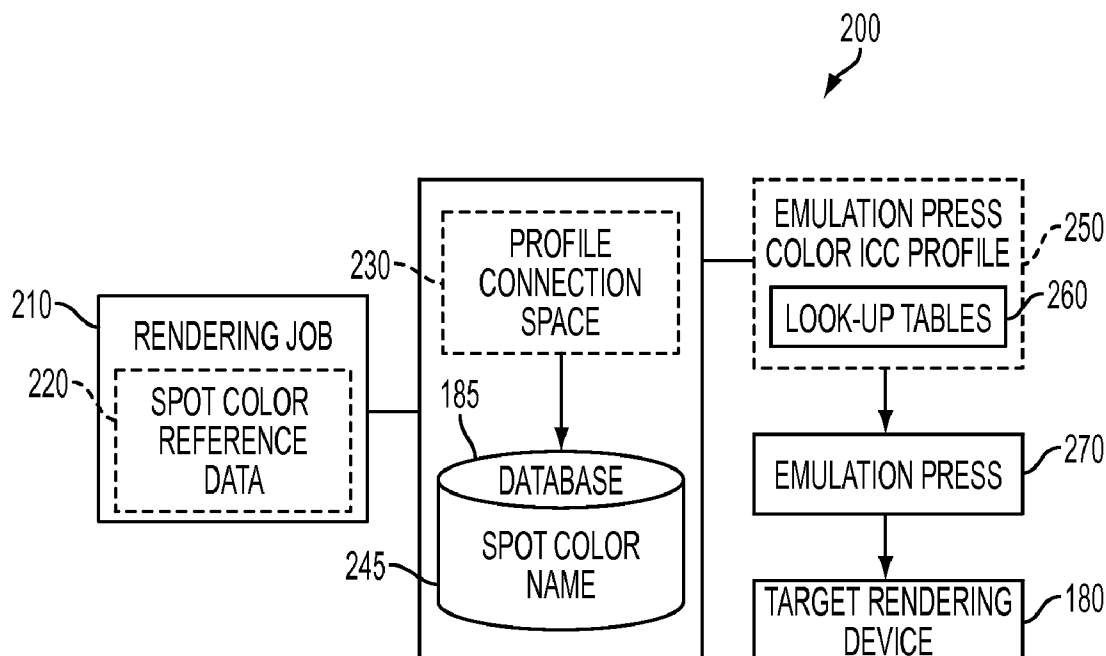 200
210
RENDERING JOB
220
SPOT COLOR
REFERENCE
DATA
230
PROFILE
CONNECTION
SPACE
185
DATABASE
245
SPOT COLOR
NAME
EMULATION PRESS
COLOR ICC PROFILE
250
LOOK-UP TABLES
260
EMULATION PRESS
270
TARGET RENDERING
DEVICE
180